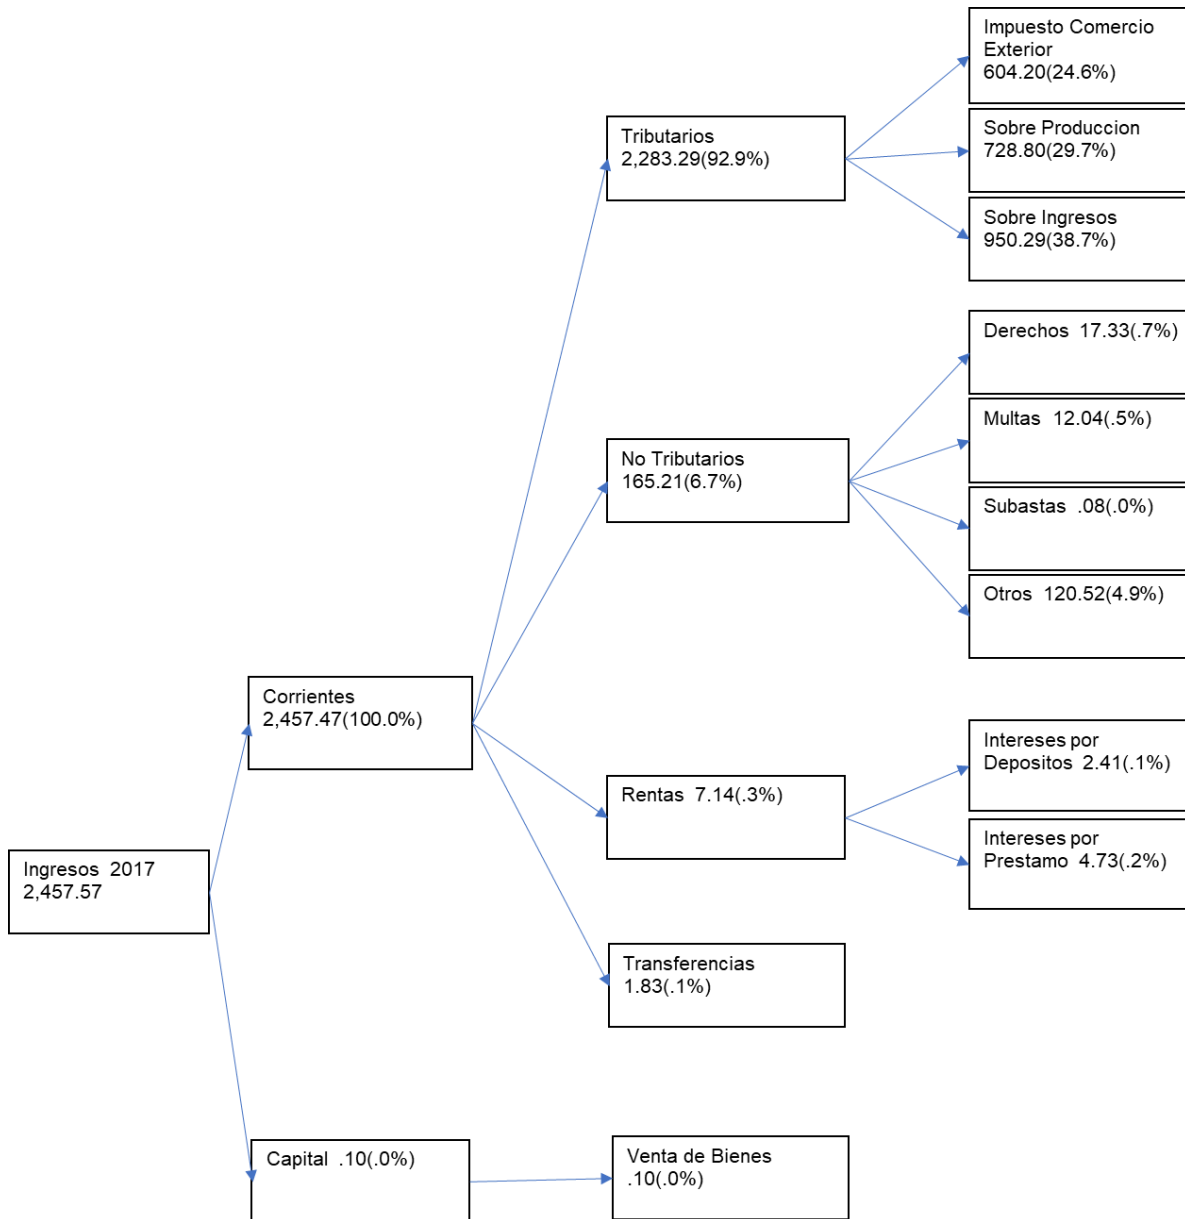 Impuesto Comercio
Exterior
604.20(24.6%)
Tributarios
2,283.29(92.9%)
Sobre Produccion
728.80(29.7%)
Sobre Ingresos
950.29(38.7%)
Derechos 17.33(.7%)
Multas 12.04(.5%)
No Tributarios
165.21(6.7%)
Subastas .08(.0%)
Otros 120.52(4.9%)
Corrientes
2,457.47(100.0%)
Intereses por
Depositos 2.41(.1%)
Rentas 7.14(.3%)
Intereses por
Prestamo 4.73(.2%)
Ingresos 2017
2,457.57
Transferencias
1.83(.1%)
Capital .10(.0%)
Venta de Bienes
.10(.0%)